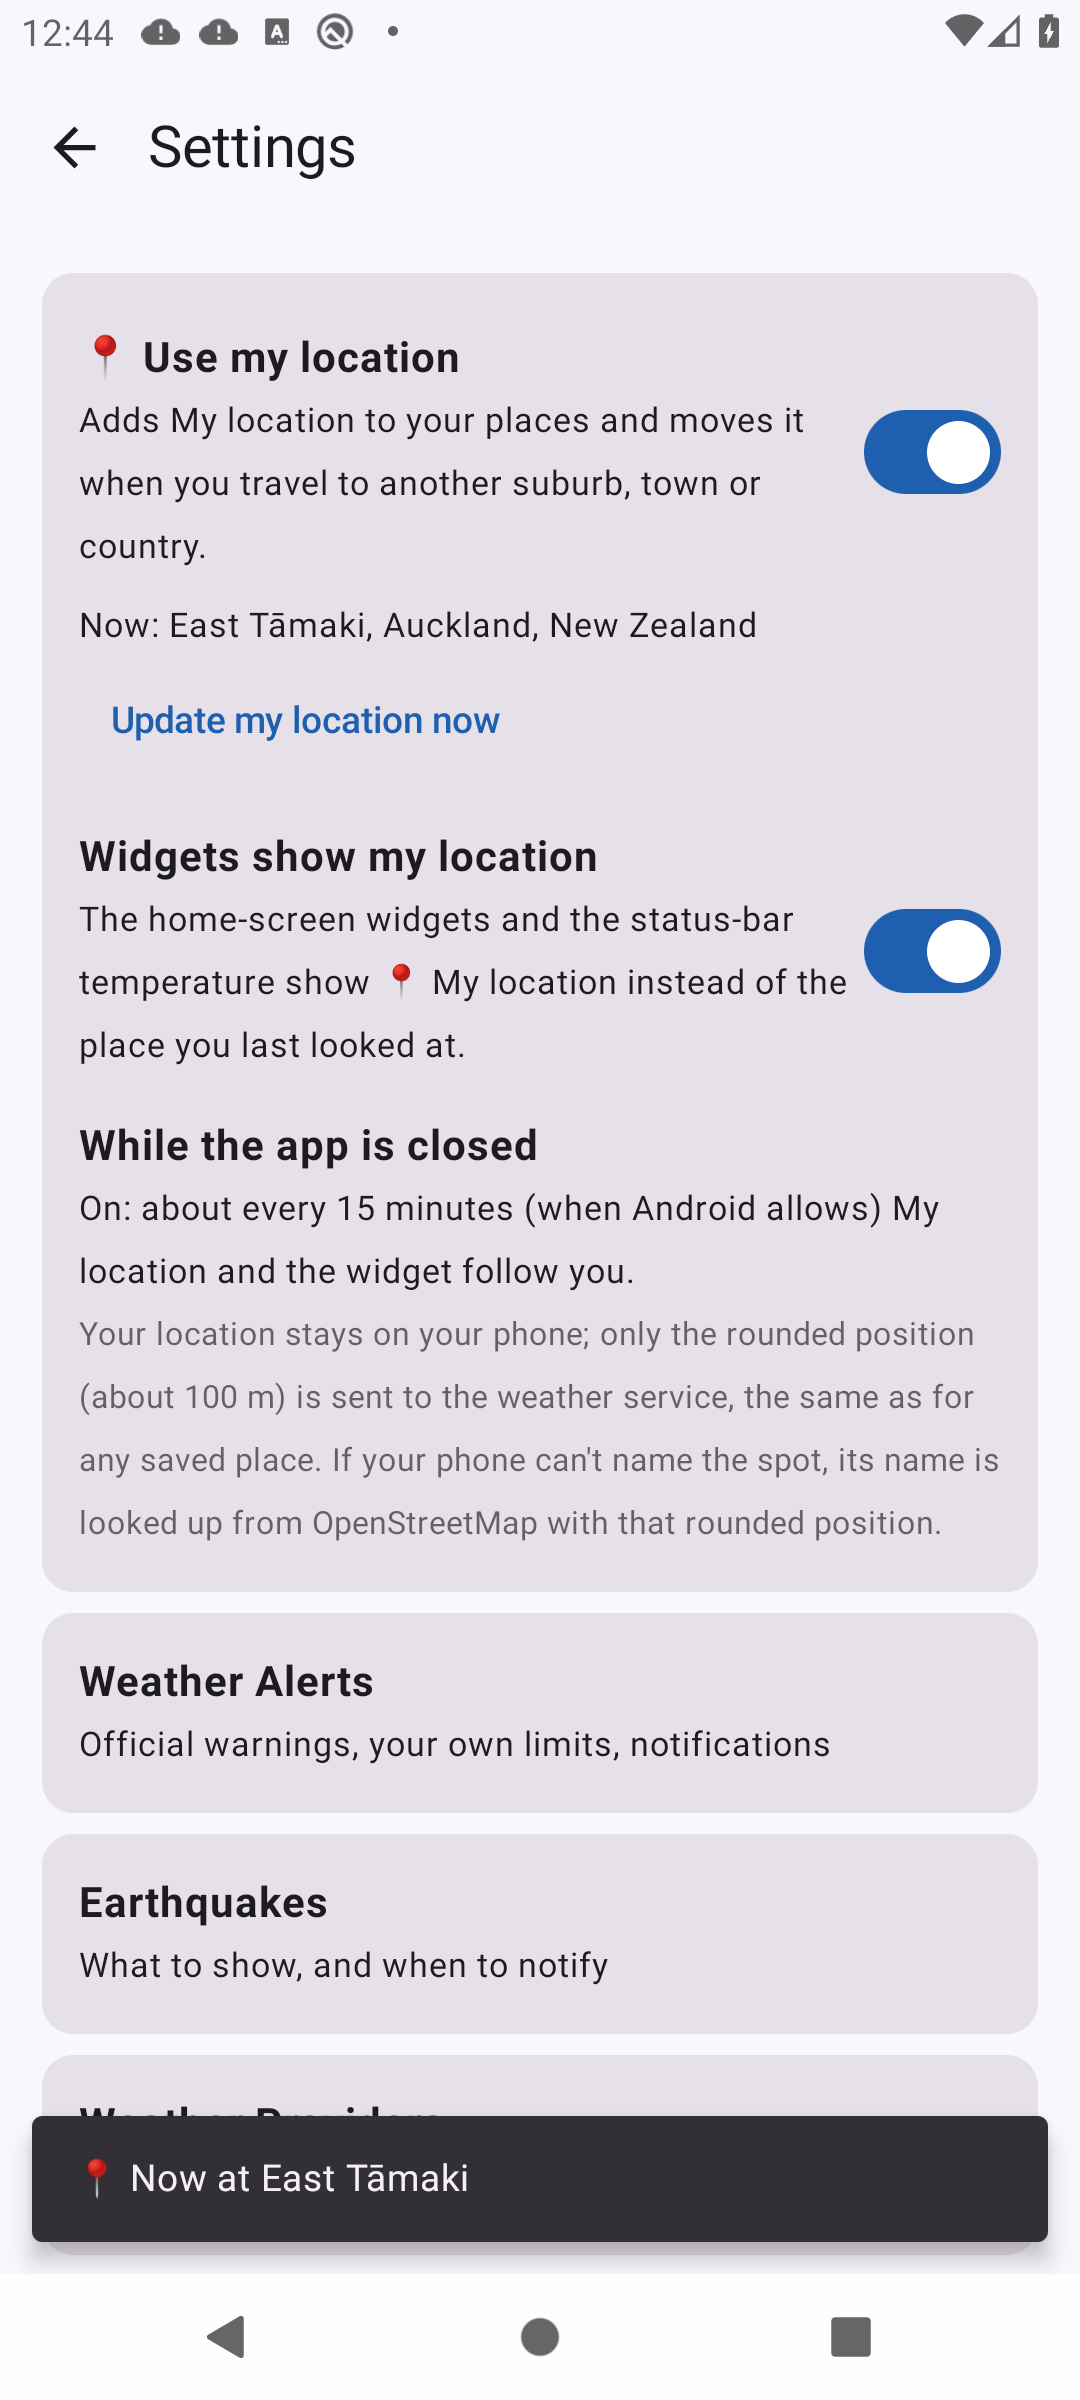 12:44
Settings
📍 Use my location
Adds My location to your places and moves it
when you travel to another suburb, town or
country.
Now: East Tāmaki, Auckland, New Zealand
Update my location now
Widgets show my location
The home-screen widgets and the status-bar
temperature show 📍 My location instead of the
place you last looked at.
While the app is closed
On: about every 15 minutes (when Android allows) My
location and the widget follow you.
Your location stays on your phone; only the rounded position
(about 100 m) is sent to the weather service, the same as for
any saved place. If your phone can't name the spot, its name is
looked up from OpenStreetMap with that rounded position.
Weather Alerts
Official warnings, your own limits, notifications
Earthquakes
What to show, and when to notify
Weather Providers
📍 Now at East Tāmaki